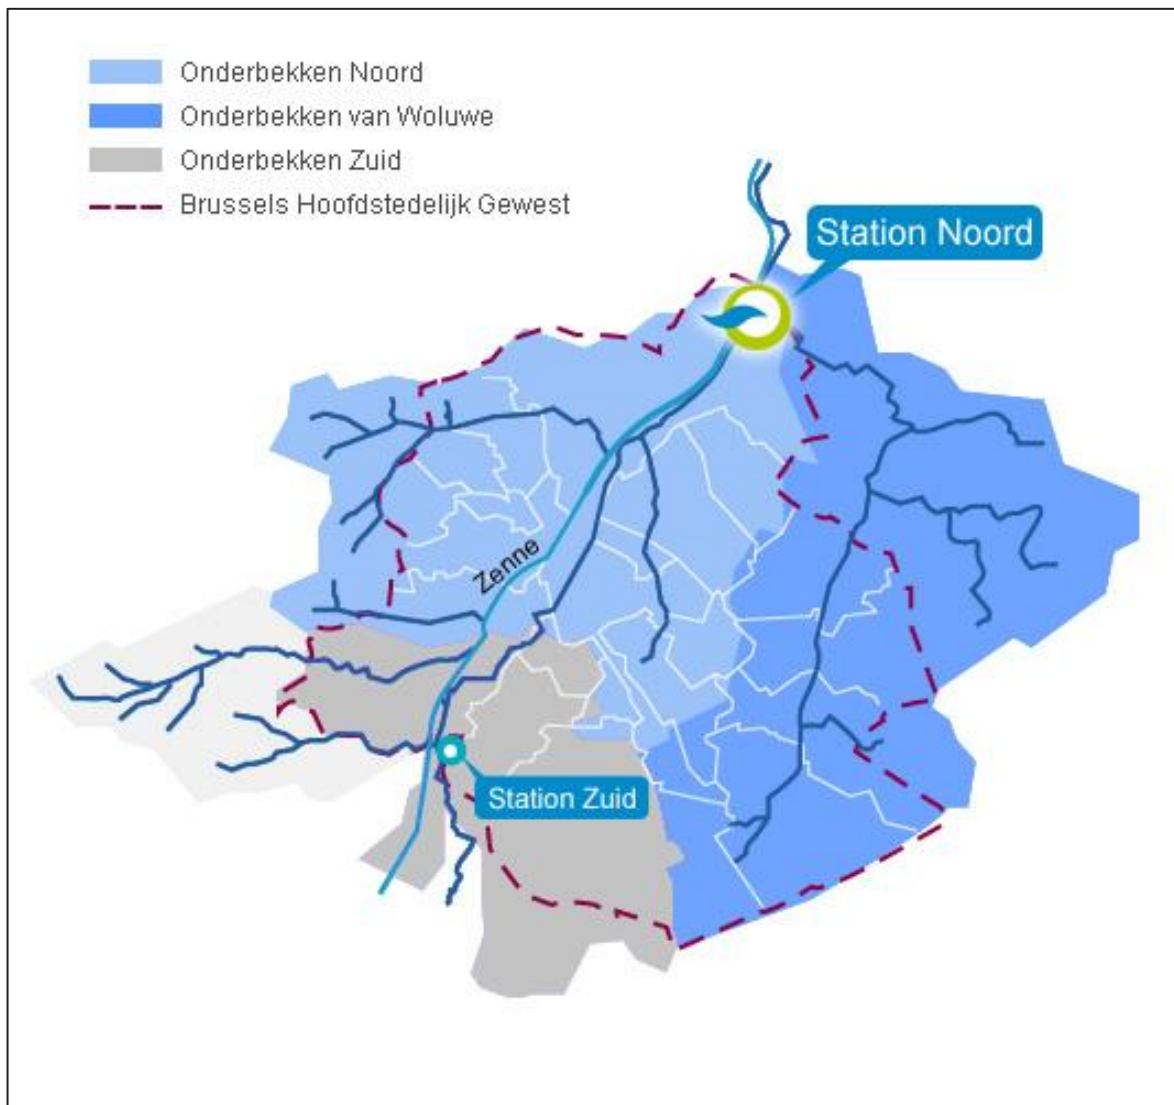 Onderbekken Noord
Onderbekken van Woluwe
Onderbekken Zuid
Brussels Hoofdstedelijk Gewest
Station Noord
Zenne
Station Zuid